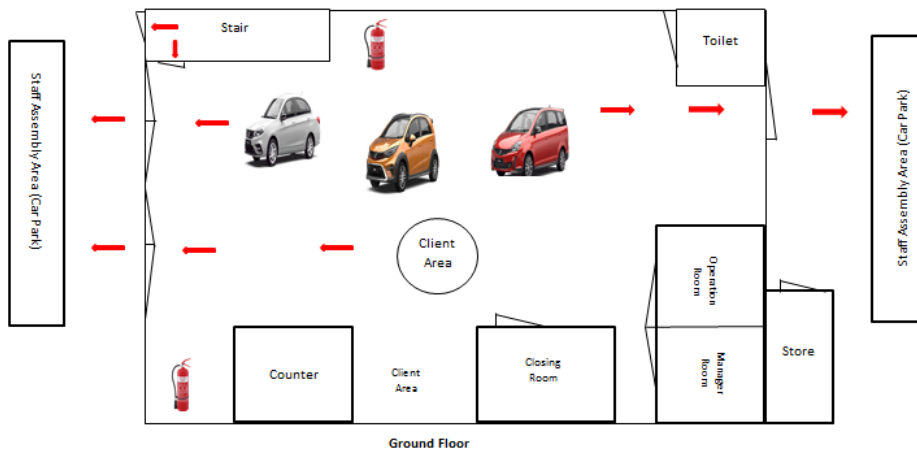 Stair
Toilet
Staff Assembly Area (Car Park)
Staff Assembly Area (Car Park)
Client
Area
Operation
Room
Manager
Room
Store
Counter
Client
Area
Closing
Room
Ground Floor